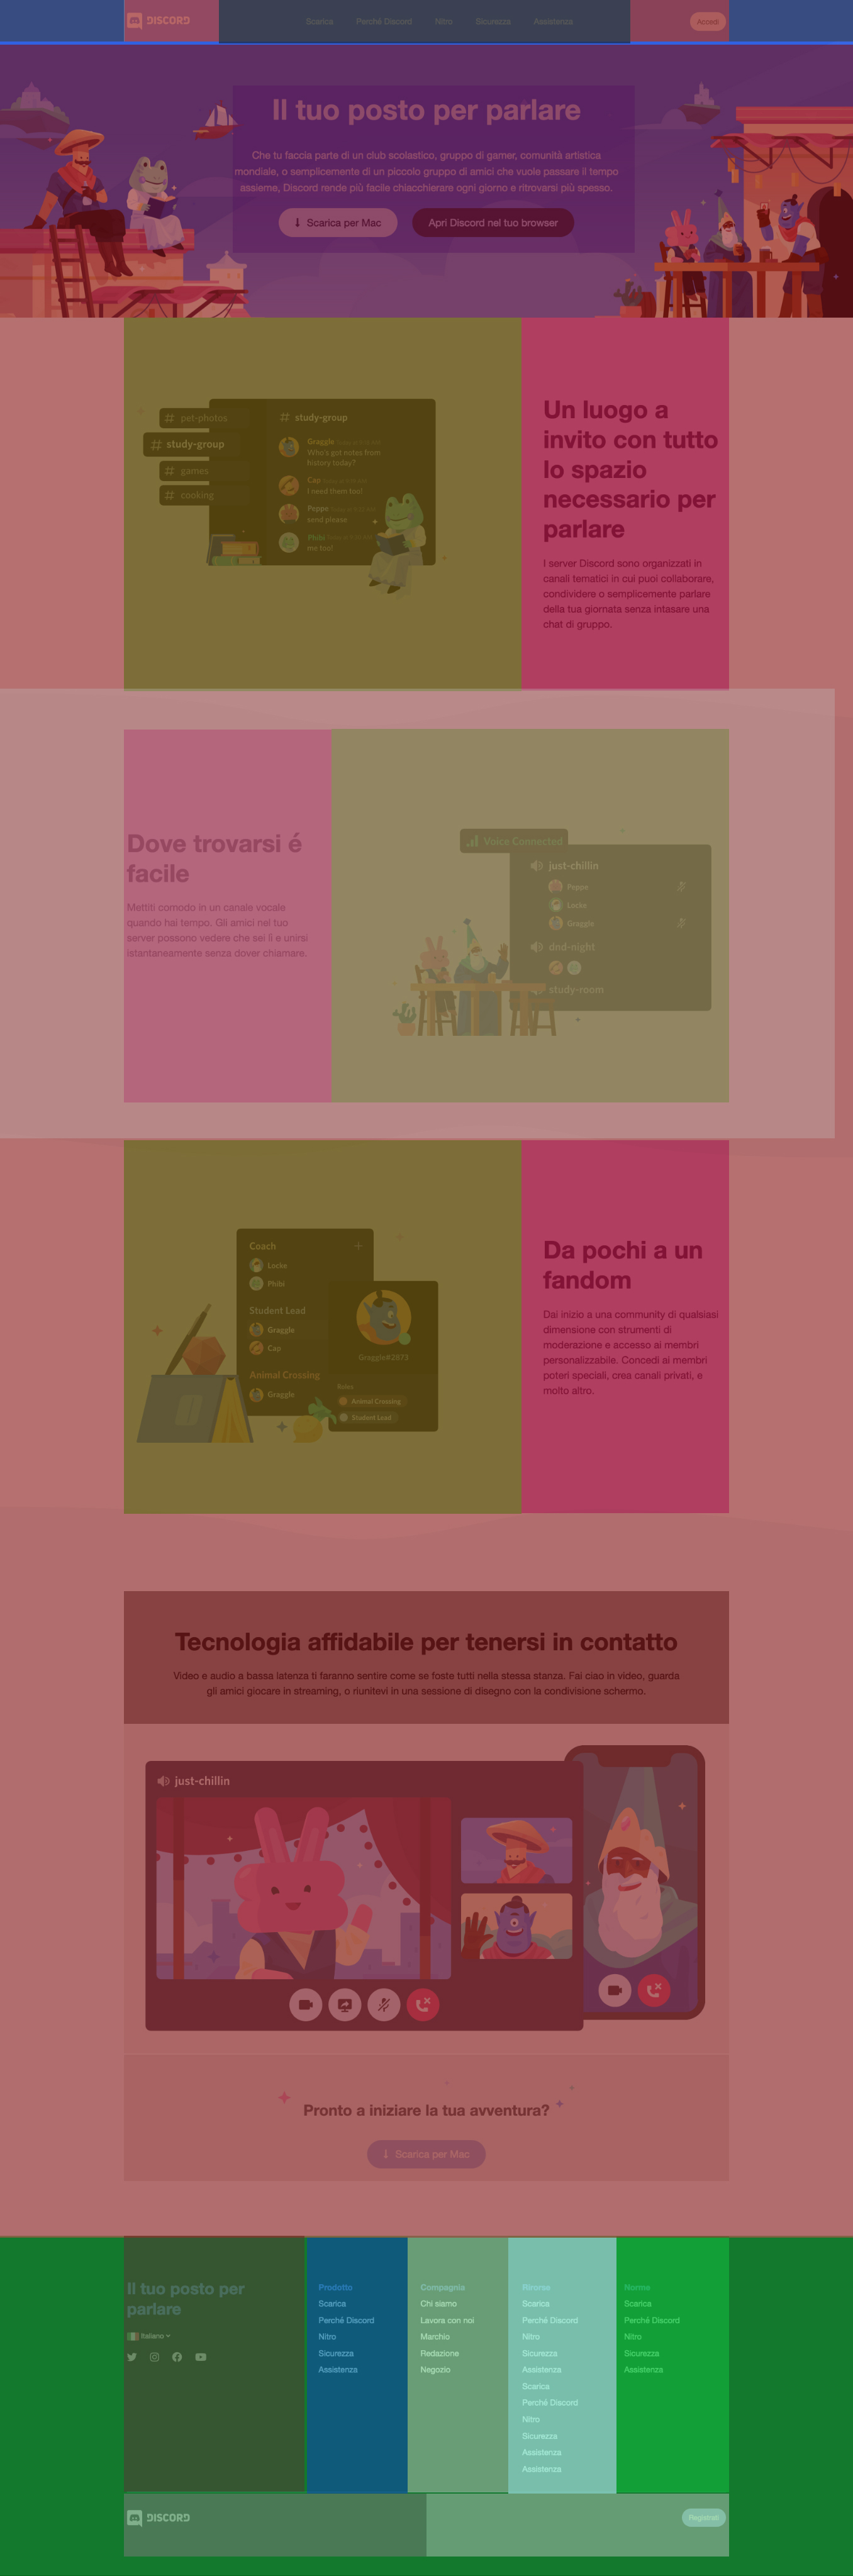 DISCORD
Scarica Perché Discord Nitro Sicurezza Assistenza
Accedi
Il tuo posto per parlare
Che tu faccia parte di un club scolastico, gruppo di gamer, comunità artistica
mondiale, o semplicemente di un piccolo gruppo di amici che vuole passare il tempo
assieme, Discord rende più facile chiacchierare ogni giorno e ritrovarsi più spesso.
Scarica per Mac
Apri Discord nel tuo browser
# pet-photos
# study-group
# games
# cooking
# study-group
Graggle
Who's got notes from
history today?
Cap
I need them too!
Peppe
send please
Phibi
me too!
Un luogo a
invito con tutto
lo spazio
necessario per
parlare
I server Discord sono organizzati in
canali tematici in cui puoi collaborare,
condividere o semplicemente parlare
della tua giornata senza intasare una
chat di gruppo.
Dove trovarsi é
facile
Mettiti comodo in un canale vocale
quando hai tempo. Gli amici nel tuo
server possono vedere che sei lì e unirsi
istantaneamente senza dover chiamare.
Voice Connected
just-chillin
Peppe
Locke
Graggle
dnd-night
study-room
Coach
Locke
Phibi
Student Lead
Graggle
Cap
Animal Crossing
Graggle
Graggle#2873
Roles
Animal Crossing
Student Lead
Da pochi a un
fandom
Dai inizio a una community di qualsiasi
dimensione con strumenti di
moderazione e accesso ai membri
personalizzabile. Concedi ai membri
poteri speciali, crea canali privati, e
molto altro.
Tecnologia affidabile per tenersi in contatto
Video e audio a bassa latenza ti faranno sentire come se foste tutti nella stessa stanza. Fai ciao in video, guarda
gli amici giocare in streaming, o riunitevi in una sessione di disegno con la condivisione schermo.
just-chillin
Pronto a iniziare la tua avventura?
Scarica per Mac
Il tuo posto per
parlare
Italiano
Prodotto
Scarica
Perché Discord
Nitro
Sicurezza
Assistenza
Compagnia
Chi siamo
Lavora con noi
Marchio
Redazione
Negozio
Risorse
Scarica
Perché Discord
Nitro
Sicurezza
Assistenza
Scarica
Perché Discord
Nitro
Sicurezza
Assistenza
Assistenza
Norme
Scarica
Perché Discord
Nitro
Sicurezza
Assistenza
DISCORD
Registrati